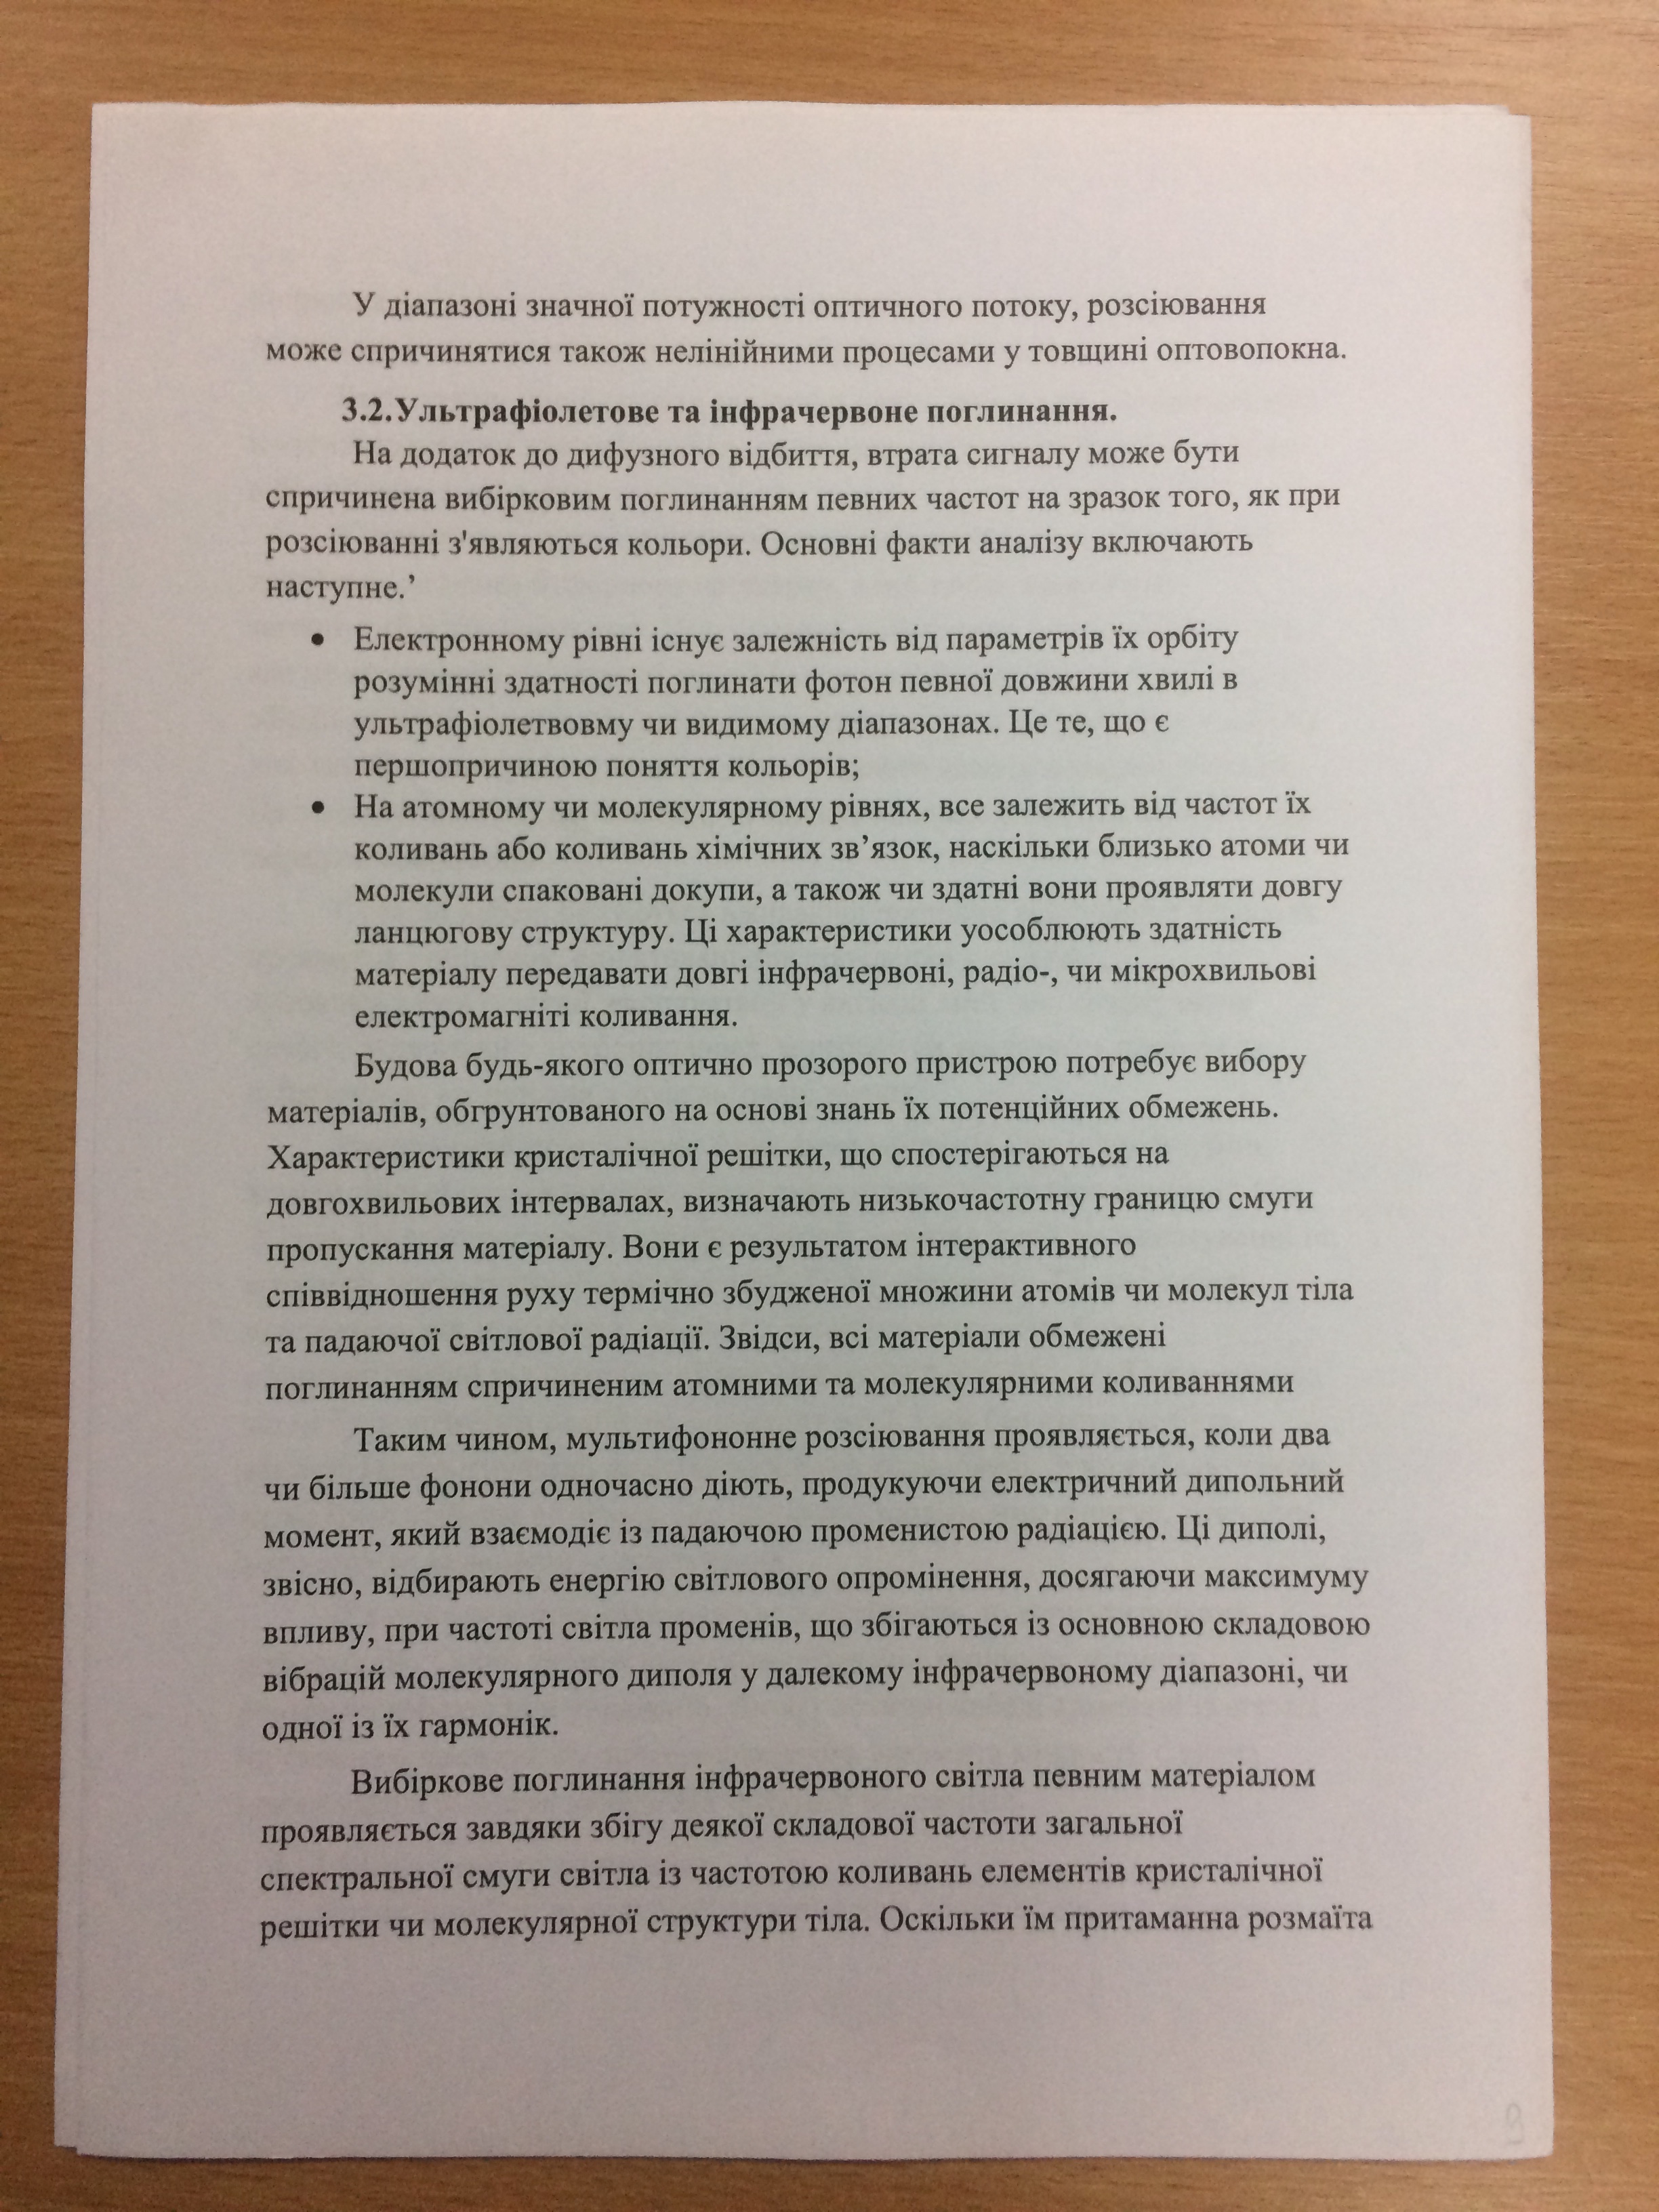 У діапазоні значної потужності оптичного потоку, розсіювання
може спричинятися також нелінійними процесами у товщині оптовопокна.
3.2.Ультрафіолетове та інфрачервоне поглинання.
На додаток до дифузного відбиття, втрата сигналу може бути
спричинена вибірковим поглинанням певних частот на зразок того, як при
розсіюванні з'являються кольори. Основні факти аналізу включають
наступне.’
• Електронному рівні існує залежність від параметрів їх орбіту
розумінні здатності поглинати фотон певної довжини хвилі в
ультрафіолетвовму чи видимому діапазонах. Це те, що є
першопричиною поняття кольорів;
• На атомному чи молекулярному рівнях, все залежить від частот їх
коливань або коливань хімічних зв’язок, наскільки близько атоми чи
молекули спаковані докупи, а також чи здатні вони проявляти довгу
ланцюгову структуру. Ці характеристики уособлюють здатність
матеріалу передавати довгі інфрачервоні, радіо-, чи мікрохвильові
електромагніті коливання.
Будова будь-якого оптично прозорого пристрою потребує вибору
матеріалів, обгрунтованого на основі знань їх потенційних обмежень.
Характеристики кристалічної решітки, що спостерігаються на
довгохвильових інтервалах, визначають низькочастотну границю смуги
пропускання матеріалу. Вони є результатом інтерактивного
співвідношення руху термічно збудженої множини атомів чи молекул тіла
та падаючої світлової радіації. Звідси, всі матеріали обмежені
поглинанням спричиненим атомними та молекулярними коливаннями
Таким чином, мультифононне розсіювання проявляється, коли два
чи більше фонони одночасно діють, продукуючи електричний дипольний
момент, який взаємодіє із падаючою променистою радіацією. Ці диполі,
звісно, відбирають енергію світлового опромінення, досягаючи максимуму
впливу, при частоті світла променів, що збігаються із основною складовою
вібрацій молекулярного диполя у далекому інфрачервоному діапазоні, чи
одної із їх гармонік.
Вибіркове поглинання інфрачервоного світла певним матеріалом
проявляється завдяки збігу деякої складової частоти загальної
спектральної смуги світла із частотою коливань елементів кристалічної
решітки чи молекулярної структури тіла. Оскільки їм притаманна розмаїта
9